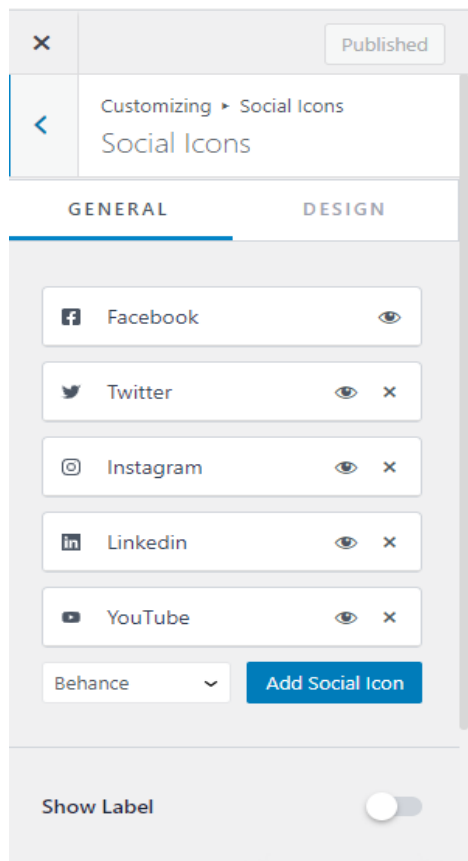 Published
Customizing ▸ Social Icons
Social Icons
GENERAL DESIGN
Facebook
Twitter
Instagram
Linkedin
YouTube
Behance Add Social Icon
Show Label